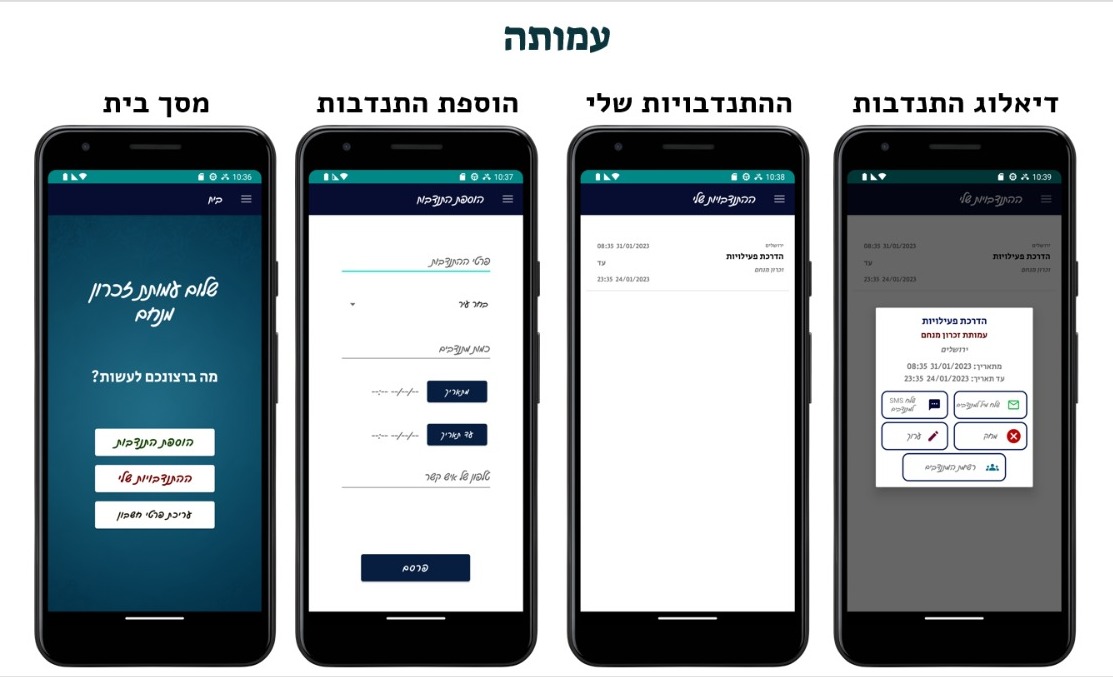 עמותה
מסך בית
10:36
בית
שלום עמותת זכרון
מנחם
מה ברצונכם לעשות?
הוספת התנדבות
ההתנדבויות שלי
עריכת פרטי חשבון
הוספת התנדבות
10:37
הוספת התנדבות
פרטי ההתנדבות
בחר עיר
כמות מתנדבים
מתאריך
--/--/-- --:--
עד תאריך
--/--/-- --:--
טלפון של איש קשר
פרסם
ההתנדבויות שלי
10:38
ההתנדבויות שלי
ירושלים
הדרכת פעילויות
זכרון מנחם
08:35 31/01/2023
עד
23:35 24/01/2023
דיאלוג התנדבות
10:39
ההתנדבויות שלי
ירושלים
הדרכת פעילויות
זכרון מנחם
08:35 31/01/2023
עד
23:35 24/01/2023
הדרכת פעילויות
עמותת זכרון מנחם
ירושלים
מתאריך: 31/01/2023 08:35
עד תאריך: 24/01/2023 23:35
שלח מייל למתנדבים
שלח SMS
למתנדבים
מחק
ערוך
רשימת המתנדבים